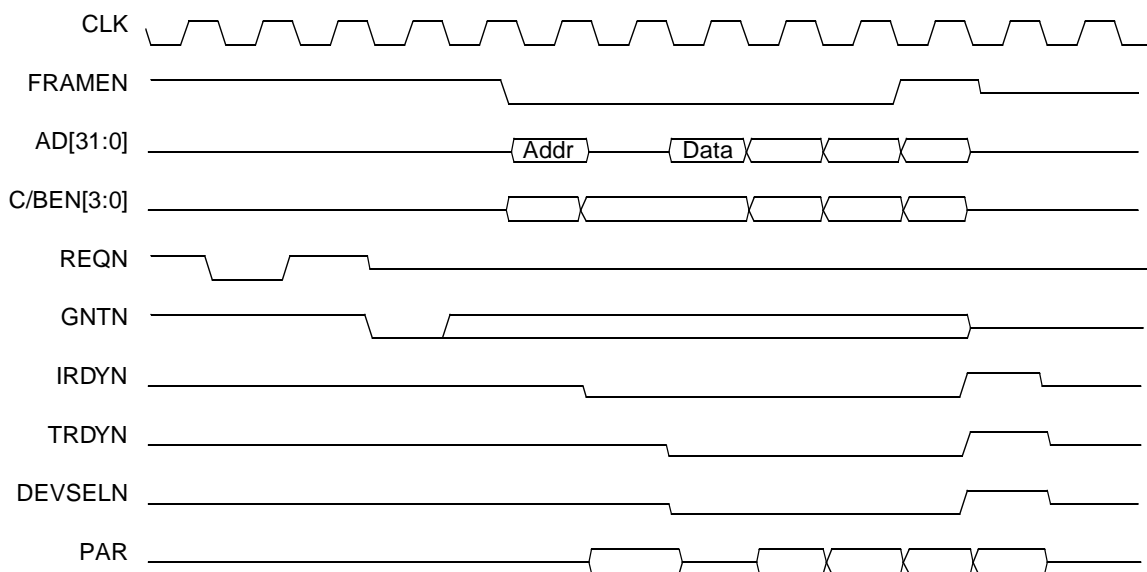 CLK
FRAMEN
AD[31:0]
Addr
Data
C/BEN[3:0]
REQN
GNTN
IRDYN
TRDYN
DEVSELN
PAR